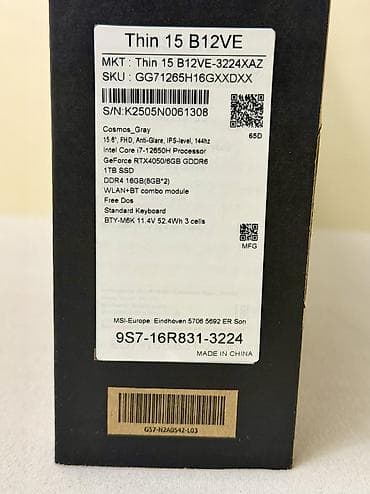 Thin 15 B12VE
MKT : Thin 15 B12VE-3224XAZ
SKU : GG71265H16GXXDXX
S/N:K2505N0061308
Cosmos_Gray
15.6", FHD, Anti-Glare, IPS-level, 144hz
65D
Intel Core i7-12650H Processor
GeForce RTX4050/6GB GDDR6
1TB SSD
DDR4 16GB(8GB*2)
WLAN+BT combo module
Free Dos
Standard Keyboard
BTY-M6K 11.4V 52.4Wh 3 cells
MFG
MSI-Europe: Eindhoven 5706 5692 ER Son
9S7-16R831-3224
MADE IN CHINA
G57-N2A0542-L03